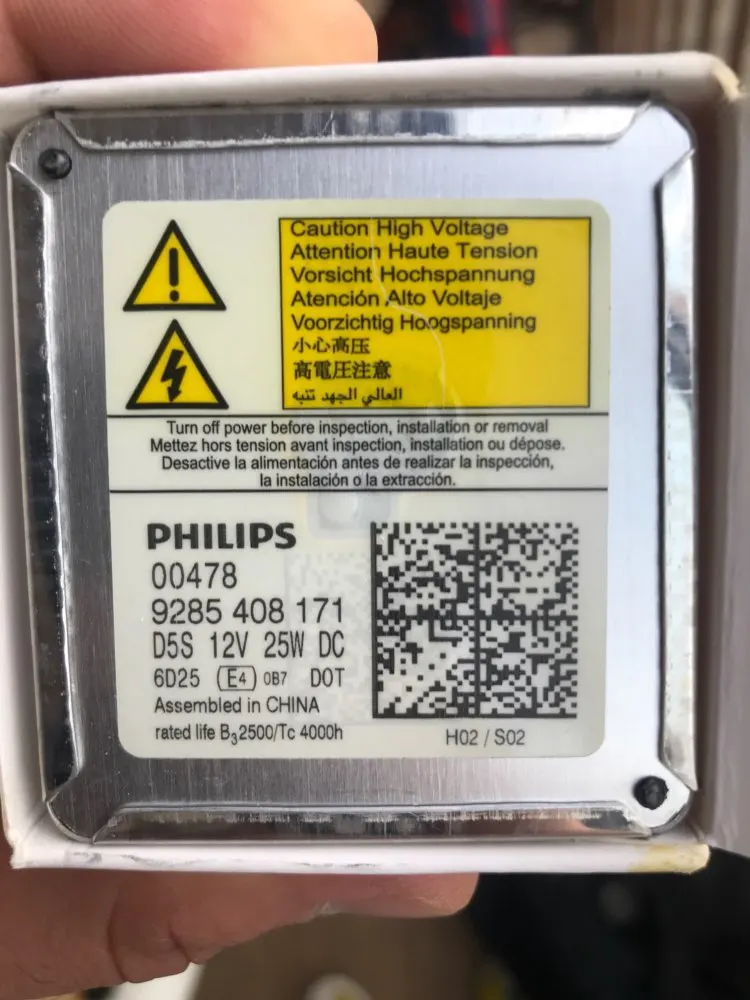 Caution High Voltage
Attention Haute Tension
Vorsicht Hochspannung
Atención Alto Voltaje
Voorzichtig Hoogspanning
小心高压
高電圧注意
العالي الجهد تنبه
Turn off power before inspection, installation or removal
Mettez hors tension avant inspection, installation ou dépose.
Desactive la alimentación antes de realizar la inspección,
la instalación o la extracción.
PHILIPS
00478
9285 408 171
D5S 12V 25W DC
6D25 E4 0B7 DOT
Assembled in CHINA
rated life B3 2500/Tc 4000h
H02 / S02